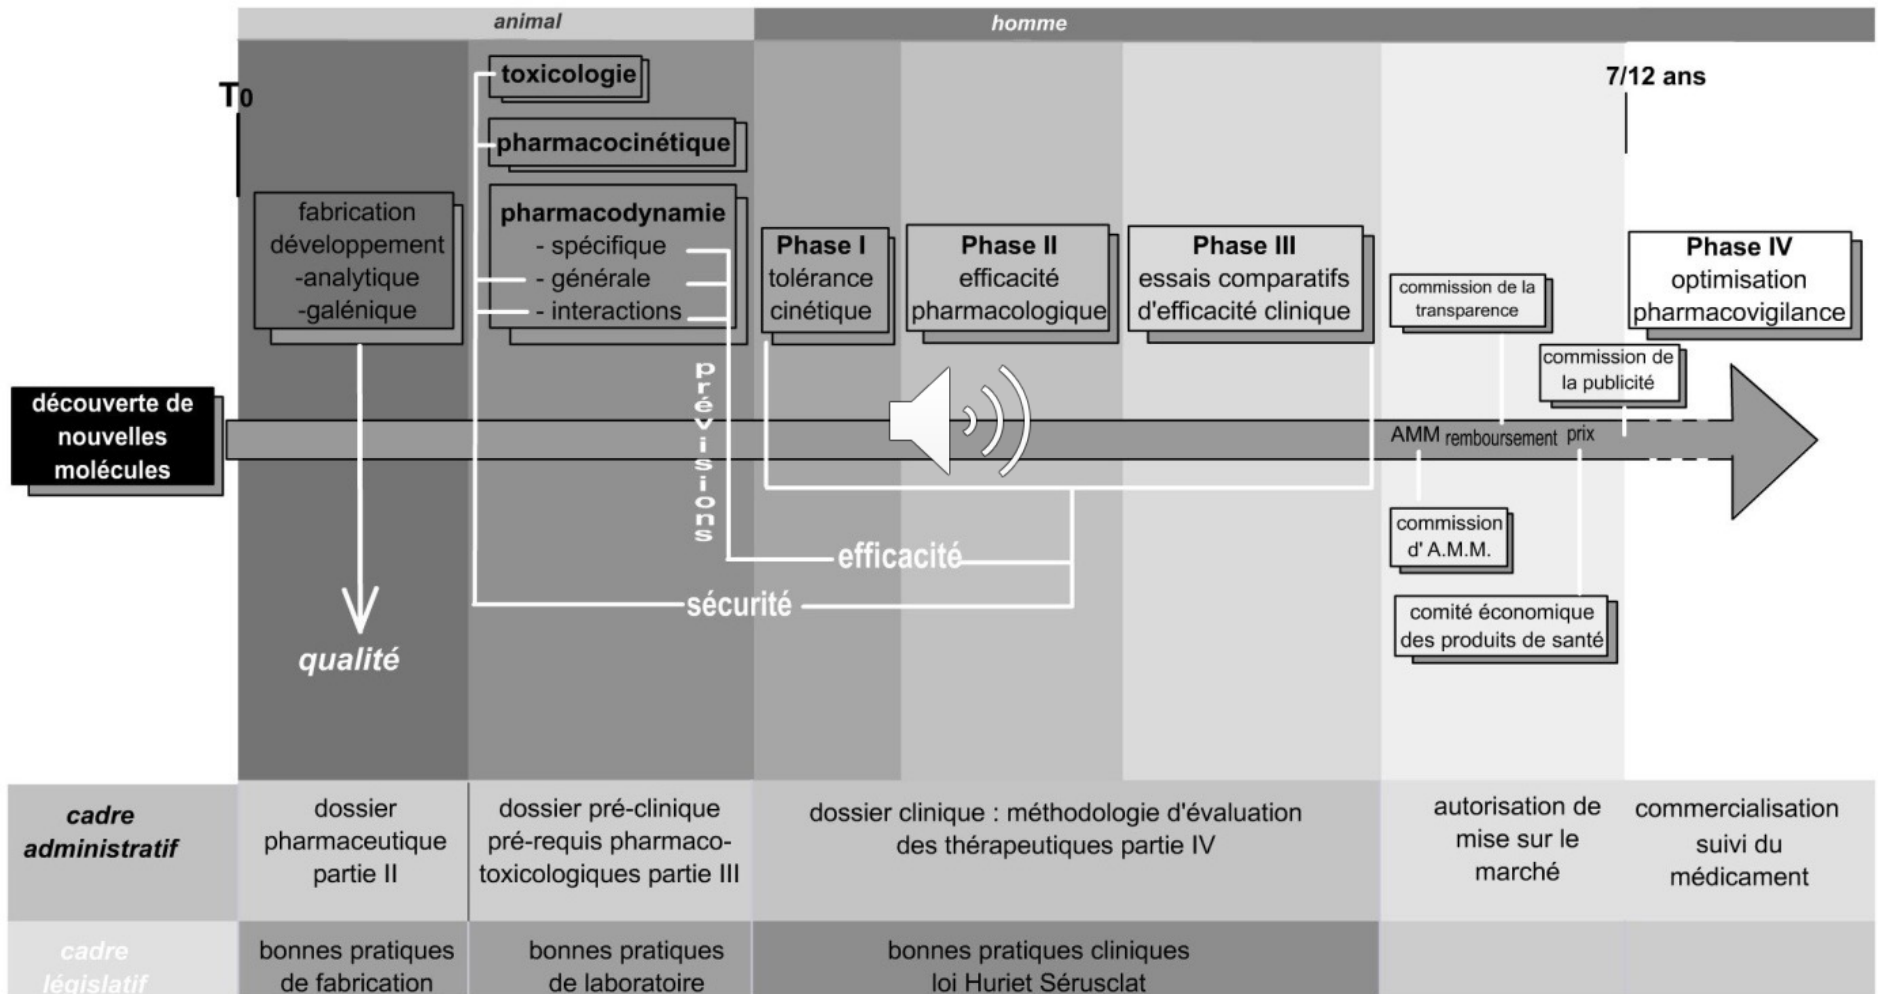 animal
homme
T0
7/12 ans
toxicologie
pharmacocinétique
pharmacodynamie
- spécifique
- générale
- interactions
fabrication
développement
-analytique
-galénique
Phase I
tolérance
cinétique
Phase II
efficacité
pharmacologique
Phase III
essais comparatifs
d'efficacité clinique
commission de la
transparence
commission de
la publicité
Phase IV
optimisation
pharmacovigilance
découverte de
nouvelles
molécules
prévisions
AMM remboursement prix
commission
d' A.M.M.
comité économique
des produits de santé
efficacité
sécurité
qualité
cadre
administratif
dossier
pharmaceutique
partie II
dossier pré-clinique
pré-requis pharmaco-
toxicologiques partie III
dossier clinique : méthodologie d'évaluation
des thérapeutiques partie IV
autorisation de
mise sur le
marché
commercialisation
suivi du
médicament
cadre
législatif
bonnes pratiques
de fabrication
bonnes pratiques
de laboratoire
bonnes pratiques cliniques
loi Huriet Sérusclat